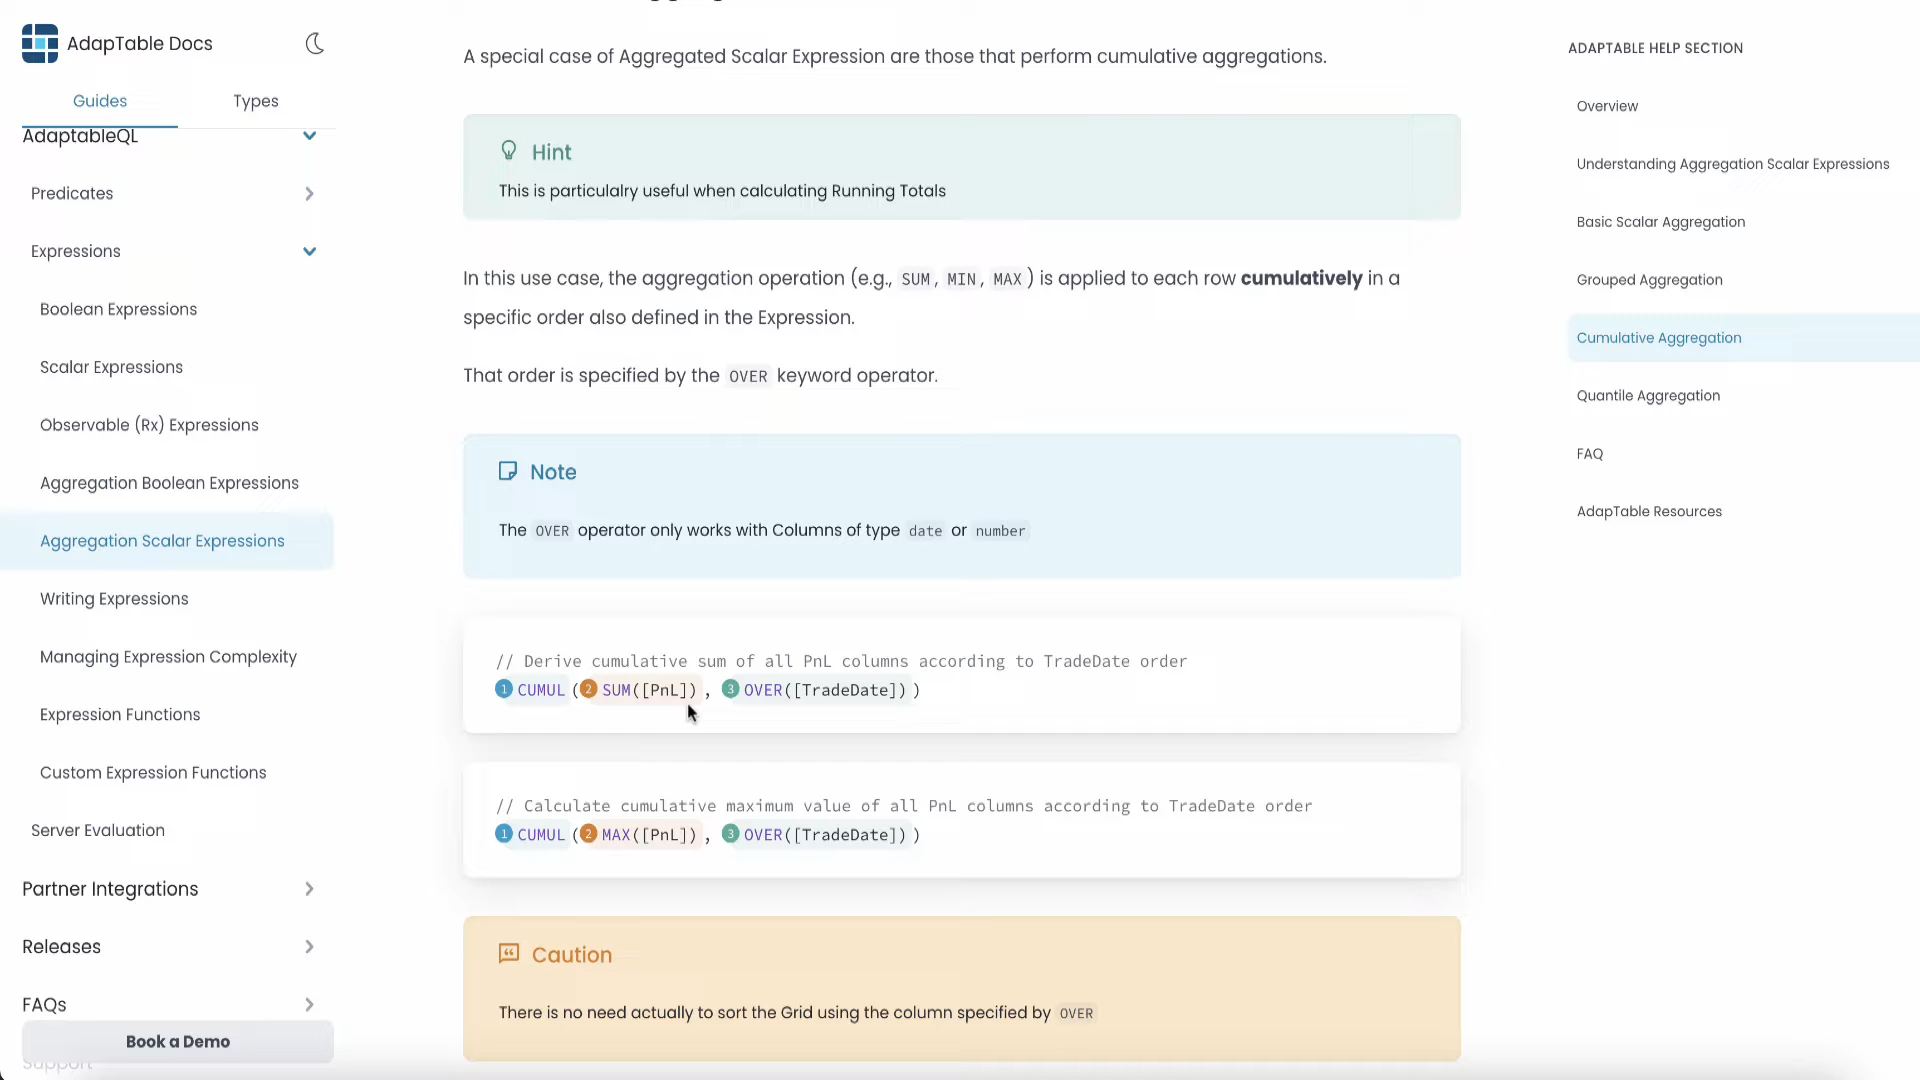 AdapTable Docs
Guides
Types
AdaptableQL
Predicates
Expressions
Boolean Expressions
Scalar Expressions
Observable (Rx) Expressions
Aggregation Boolean Expressions
Aggregation Scalar Expressions
Writing Expressions
Managing Expression Complexity
Expression Functions
Custom Expression Functions
Server Evaluation
Partner Integrations
Releases
FAQs
Book a Demo
Support
A special case of Aggregated Scalar Expression are those that perform cumulative aggregations.
Hint
This is particulalry useful when calculating Running Totals
In this use case, the aggregation operation (e.g., SUM, MIN, MAX) is applied to each row cumulatively in a
specific order also defined in the Expression.
That order is specified by the OVER keyword operator.
Note
The OVER operator only works with Columns of type date or number
// Derive cumulative sum of all PnL columns according to TradeDate order
1 CUMUL(2 SUM([PnL]), 3 OVER([TradeDate]))
// Calculate cumulative maximum value of all PnL columns according to TradeDate order
1 CUMUL(2 MAX([PnL]), 3 OVER([TradeDate]))
Caution
There is no need actually to sort the Grid using the column specified by OVER
ADAPTABLE HELP SECTION
Overview
Understanding Aggregation Scalar Expressions
Basic Scalar Aggregation
Grouped Aggregation
Cumulative Aggregation
Quantile Aggregation
FAQ
AdapTable Resources